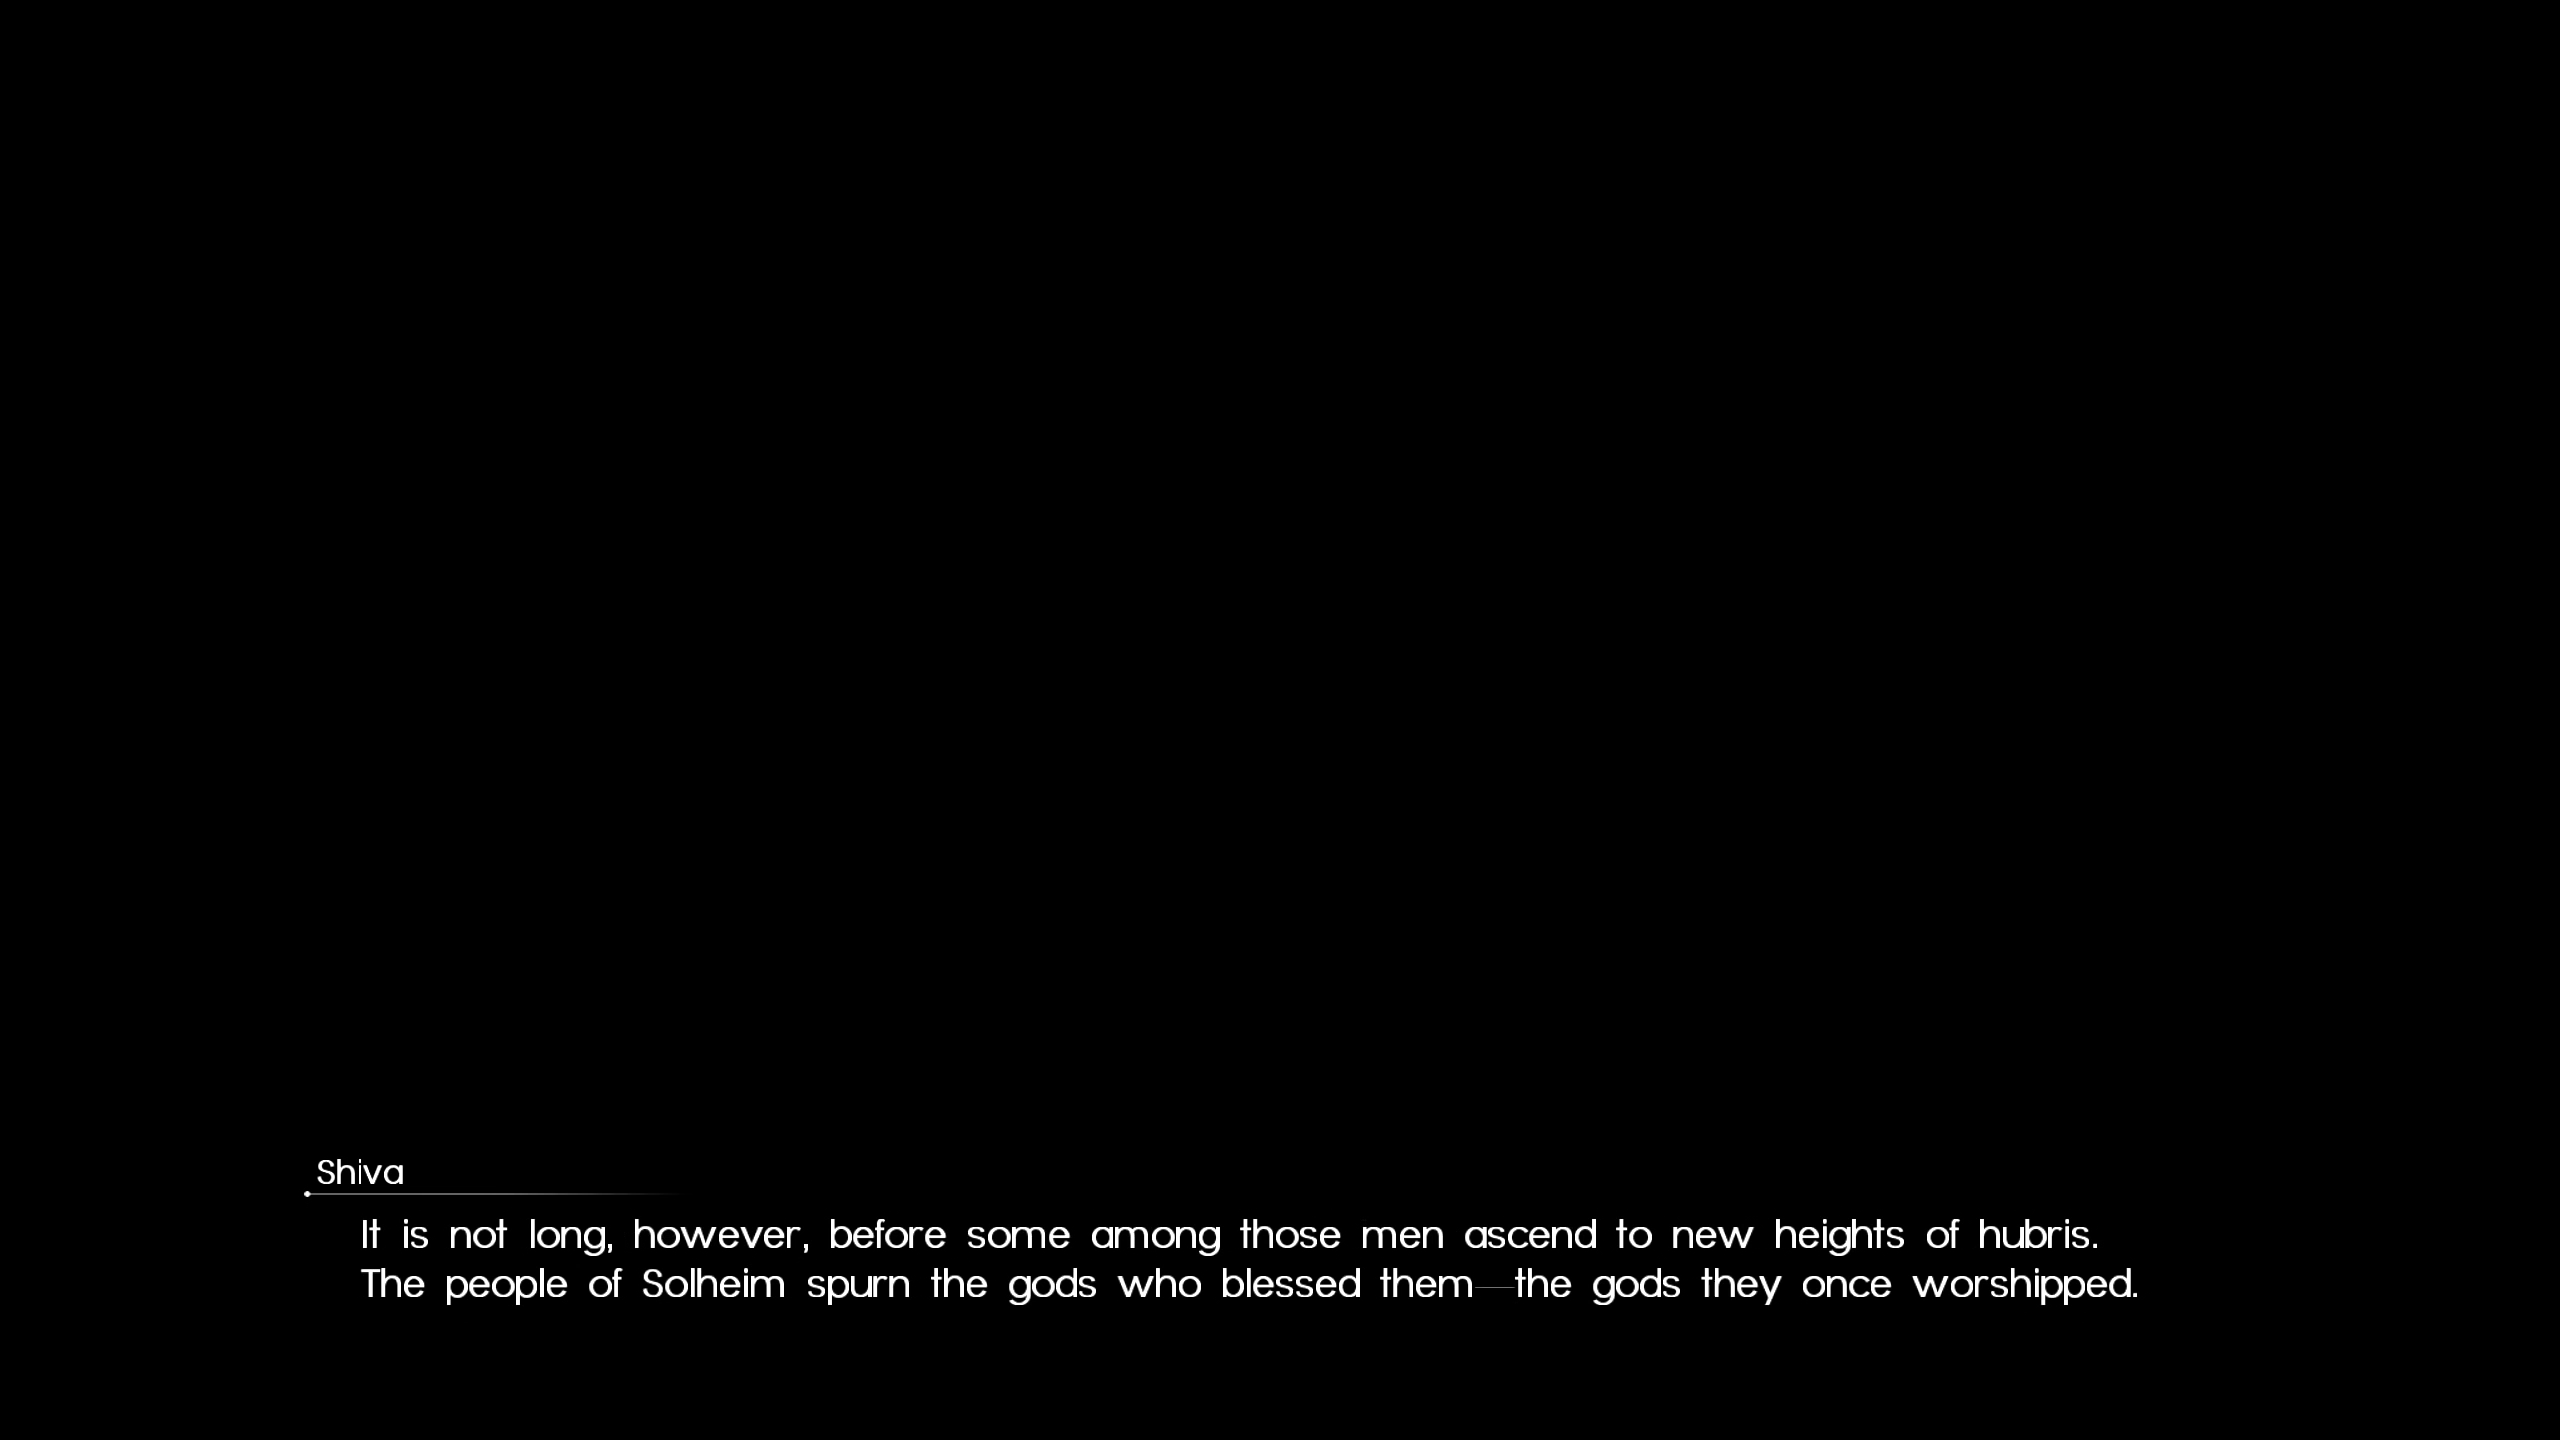 Shiva
It is not long, however, before some among those men ascend to new heights of hubris.
The people of Solheim spurn the gods who blessed them—the gods they once worshipped.